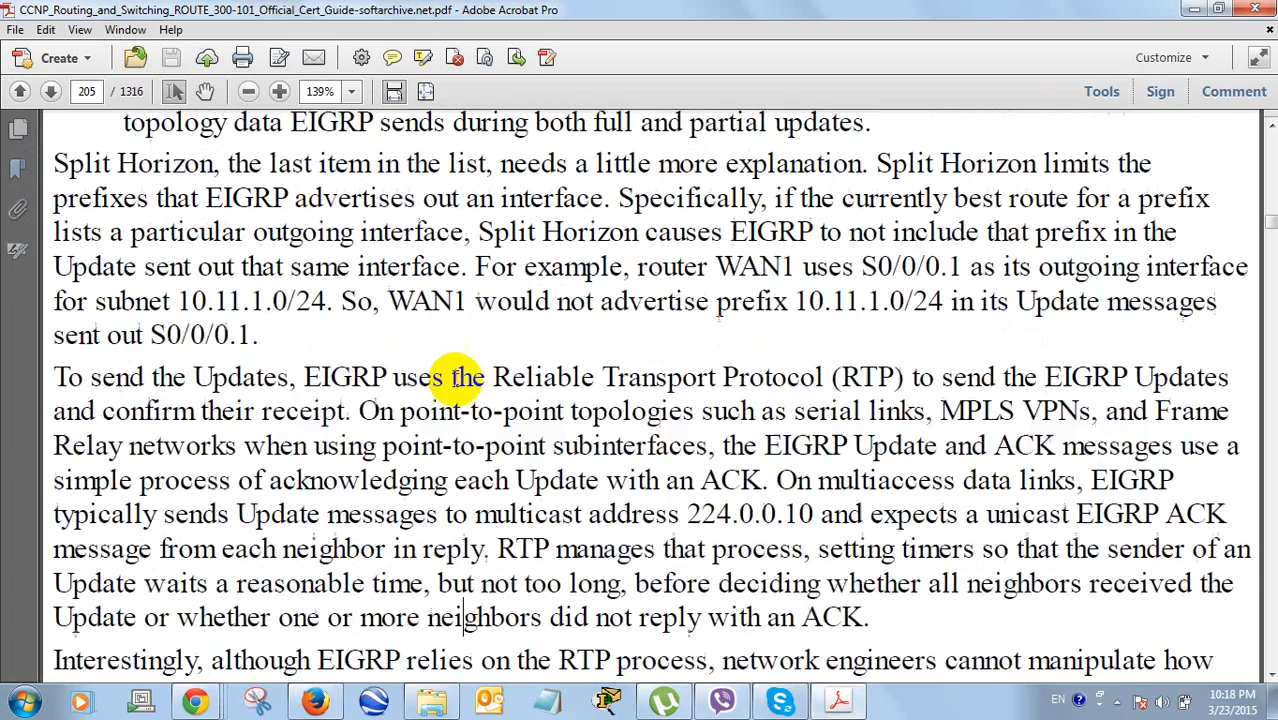 CCNP_Routing_and_Switching_ROUTE_300-101_Official_Cert_Guide-softarchive.net.pdf - Adobe Acrobat Pro
File Edit View Window Help
Create Customize
205 / 1316 139% Tools Sign Comment
topology data EIGRP sends during both full and partial updates.
Split Horizon, the last item in the list, needs a little more explanation. Split Horizon limits the
prefixes that EIGRP advertises out an interface. Specifically, if the currently best route for a prefix
lists a particular outgoing interface, Split Horizon causes EIGRP to not include that prefix in the
Update sent out that same interface. For example, router WAN1 uses S0/0/0.1 as its outgoing interface
for subnet 10.11.1.0/24. So, WAN1 would not advertise prefix 10.11.1.0/24 in its Update messages
sent out S0/0/0.1.
To send the Updates, EIGRP uses the Reliable Transport Protocol (RTP) to send the EIGRP Updates
and confirm their receipt. On point-to-point topologies such as serial links, MPLS VPNs, and Frame
Relay networks when using point-to-point subinterfaces, the EIGRP Update and ACK messages use a
simple process of acknowledging each Update with an ACK. On multiaccess data links, EIGRP
typically sends Update messages to multicast address 224.0.0.10 and expects a unicast EIGRP ACK
message from each neighbor in reply. RTP manages that process, setting timers so that the sender of an
Update waits a reasonable time, but not too long, before deciding whether all neighbors received the
Update or whether one or more neighbors did not reply with an ACK.
Interestingly, although EIGRP relies on the RTP process, network engineers cannot manipulate how
EN 10:18 PM
3/23/2015